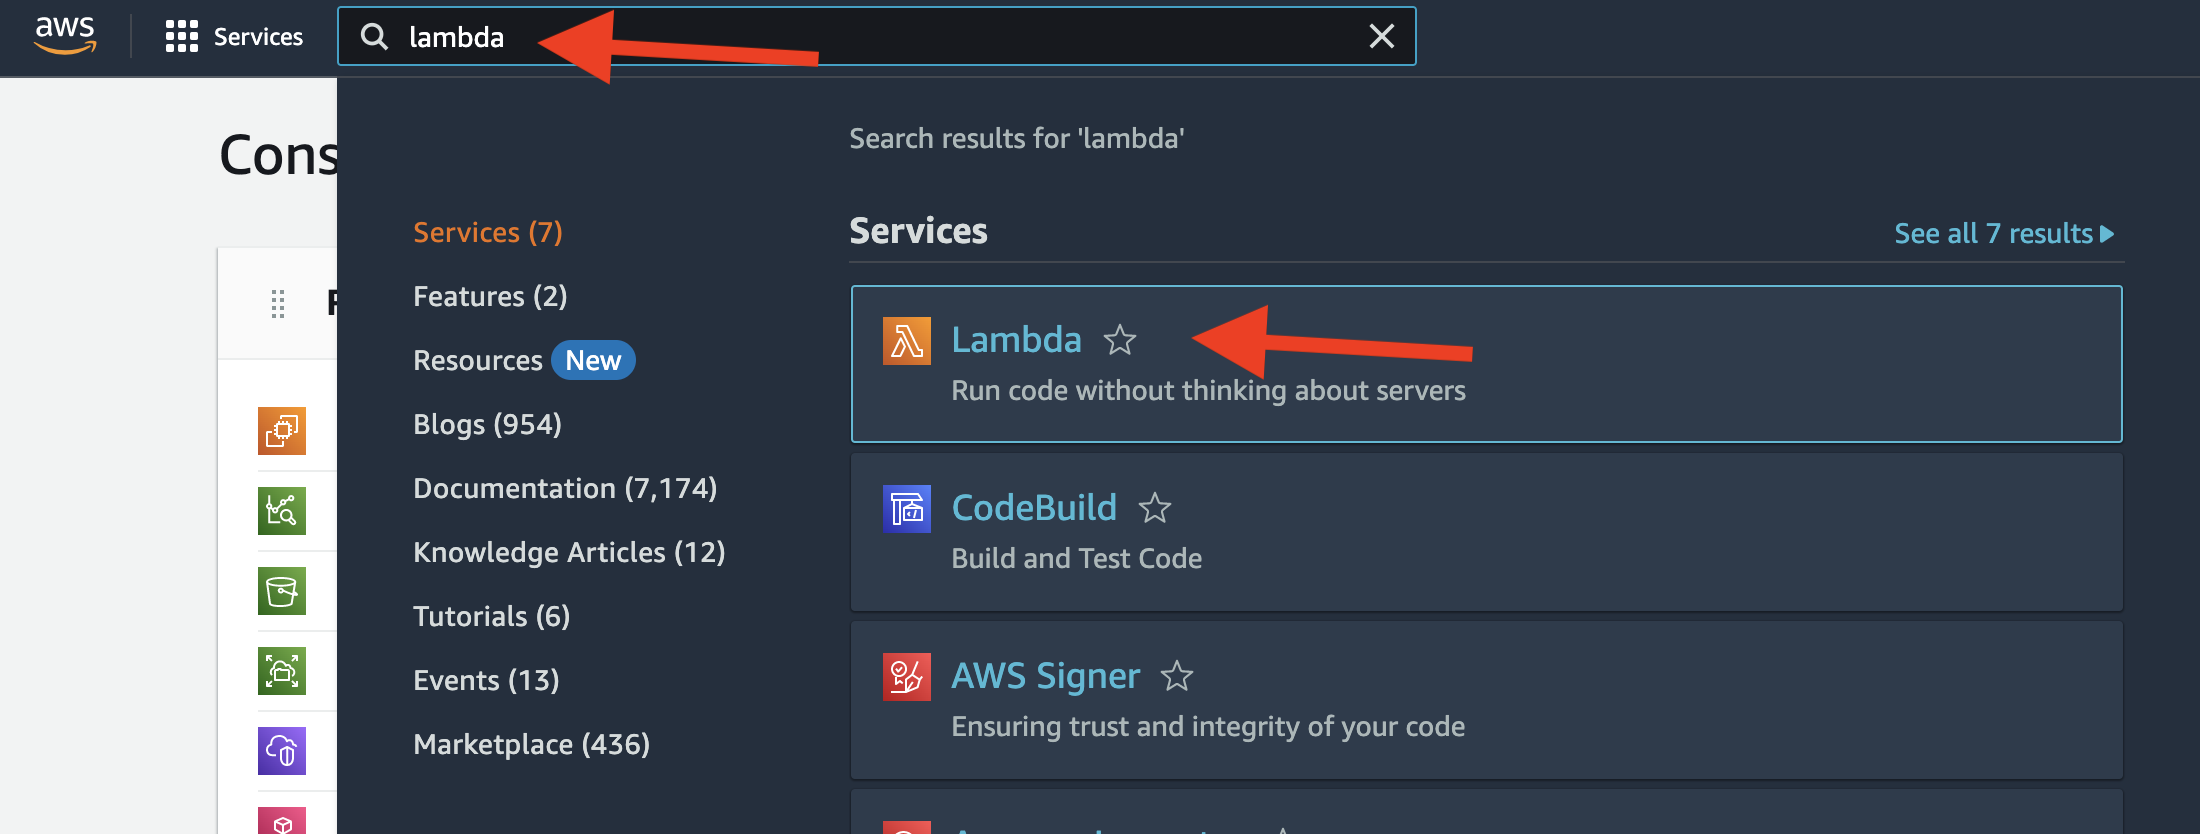 aws
Services
lambda
Cons
Search results for 'lambda'
Services (7)
Features (2)
Resources New
Blogs (954)
Documentation (7,174)
Knowledge Articles (12)
Tutorials (6)
Events (13)
Marketplace (436)
Services
See all 7 results
Lambda
Run code without thinking about servers
CodeBuild
Build and Test Code
AWS Signer
Ensuring trust and integrity of your code